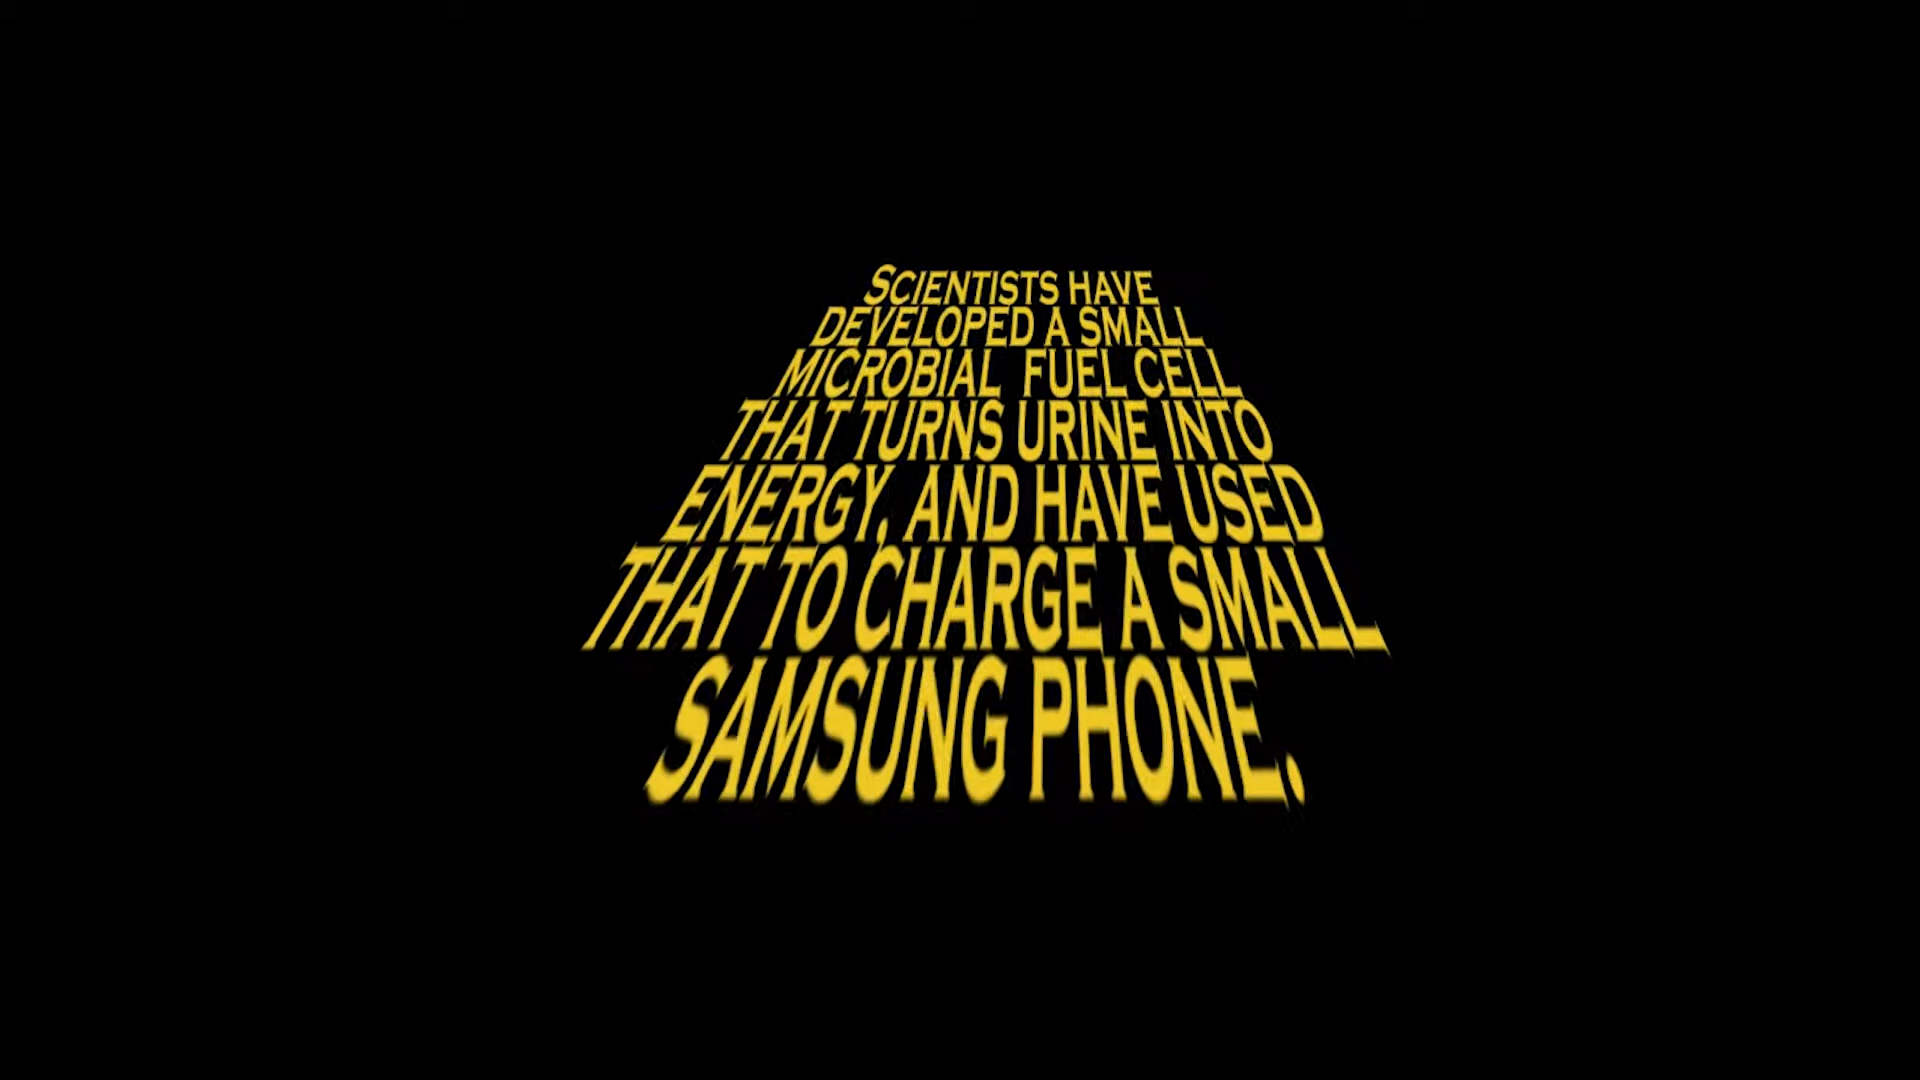 Scientists have
developed a small
microbial  fuel cell
that turns urine into
energy, and have used
that to charge a small
Samsung phone.